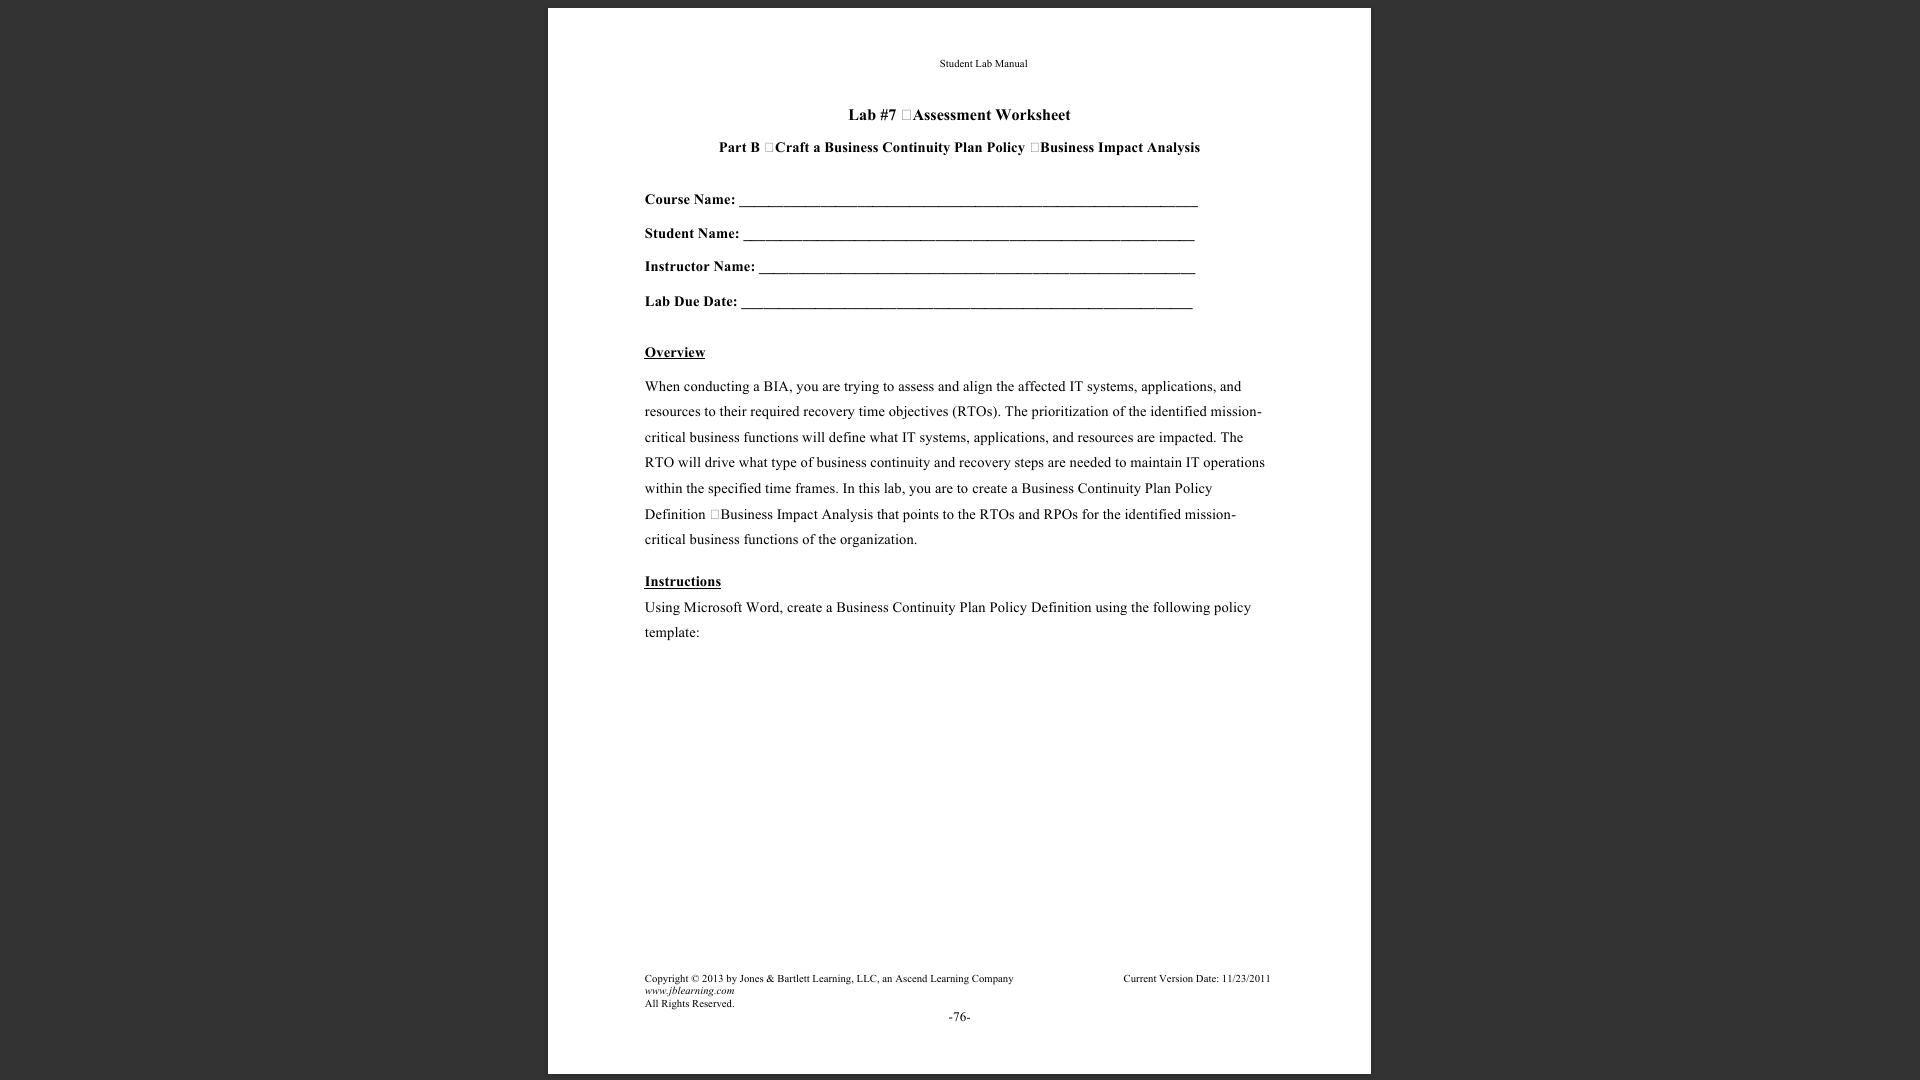 Student Lab Manual
Lab #7 □Assessment Worksheet
Part B □Craft a Business Continuity Plan Policy □Business Impact Analysis
Course Name: ______________________________________________________________
Student Name: _____________________________________________________________
Instructor Name: ___________________________________________________________
Lab Due Date: _____________________________________________________________
Overview
When conducting a BIA, you are trying to assess and align the affected IT systems, applications, and
resources to their required recovery time objectives (RTOs). The prioritization of the identified mission-
critical business functions will define what IT systems, applications, and resources are impacted. The
RTO will drive what type of business continuity and recovery steps are needed to maintain IT operations
within the specified time frames. In this lab, you are to create a Business Continuity Plan Policy
Definition □Business Impact Analysis that points to the RTOs and RPOs for the identified mission-
critical business functions of the organization.
Instructions
Using Microsoft Word, create a Business Continuity Plan Policy Definition using the following policy
template:
Copyright © 2013 by Jones & Bartlett Learning, LLC, an Ascend Learning Company Current Version Date: 11/23/2011
www.jblearning.com
All Rights Reserved.
-76-